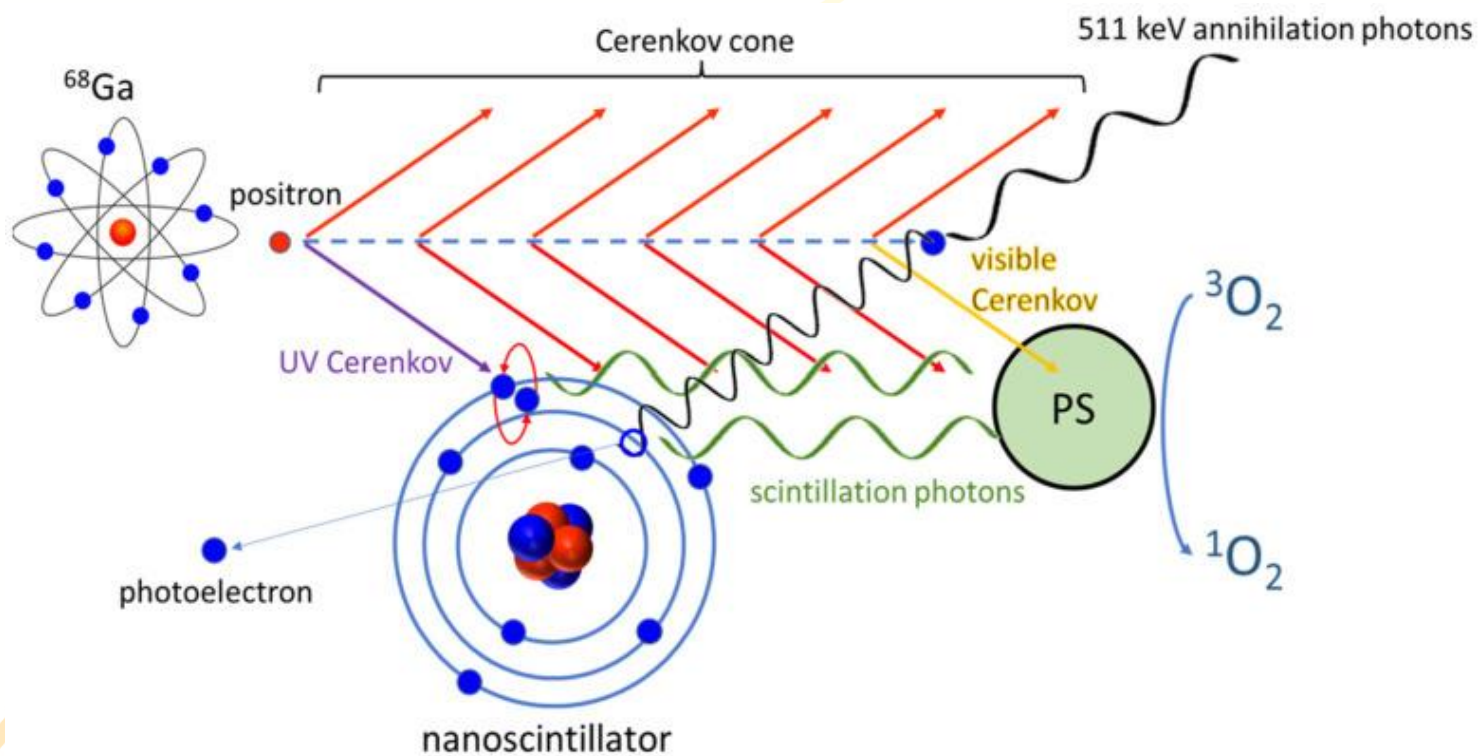 511 keV annihilation photons
Cerenkov cone
⁶⁸Ga
positron
visible
Cerenkov
³O₂
UV Cerenkov
PS
scintillation photons
¹O₂
photoelectron
nanoscintillator